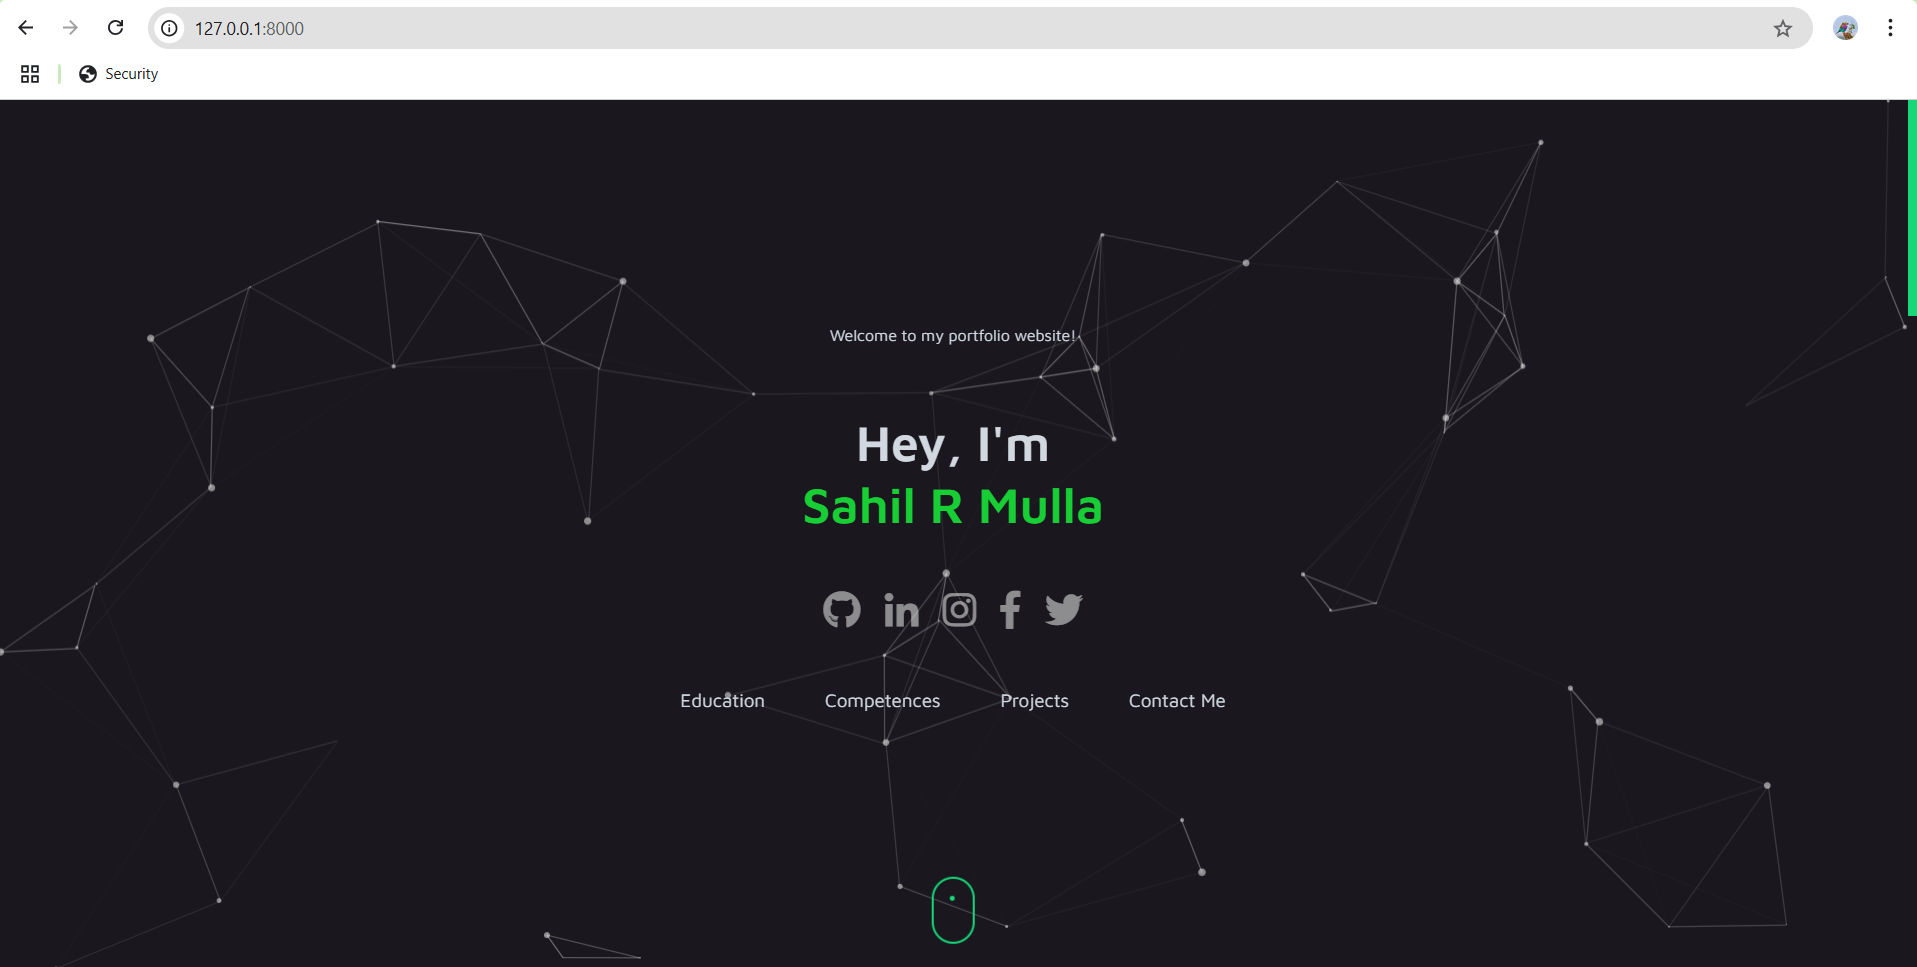 127.0.0.1:8000
Security
Welcome to my portfolio website!
Hey, I'm
Sahil R Mulla
Education Competences Projects Contact Me